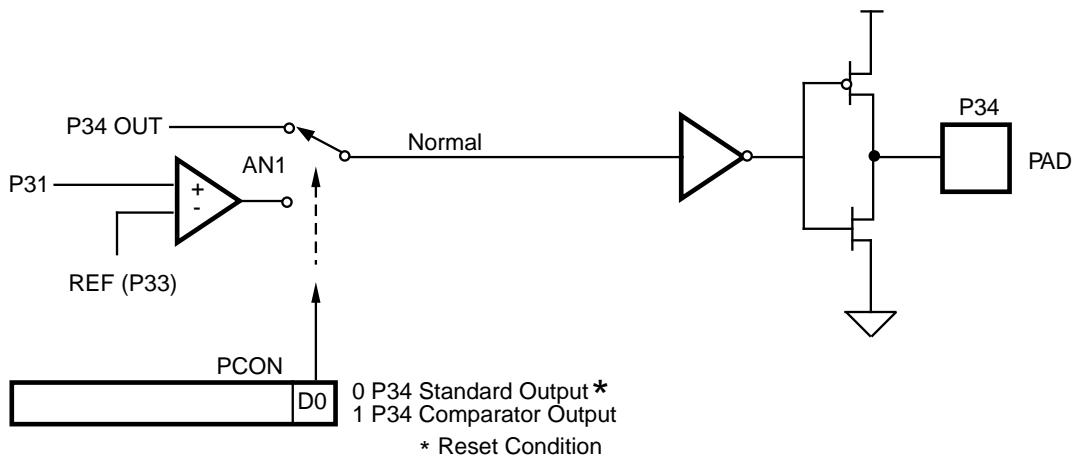 P34
P34 OUT
Normal
AN1
PAD
P31
+
-
REF (P33)
PCON
D0
0 P34 Standard Output *
1 P34 Comparator Output
* Reset Condition